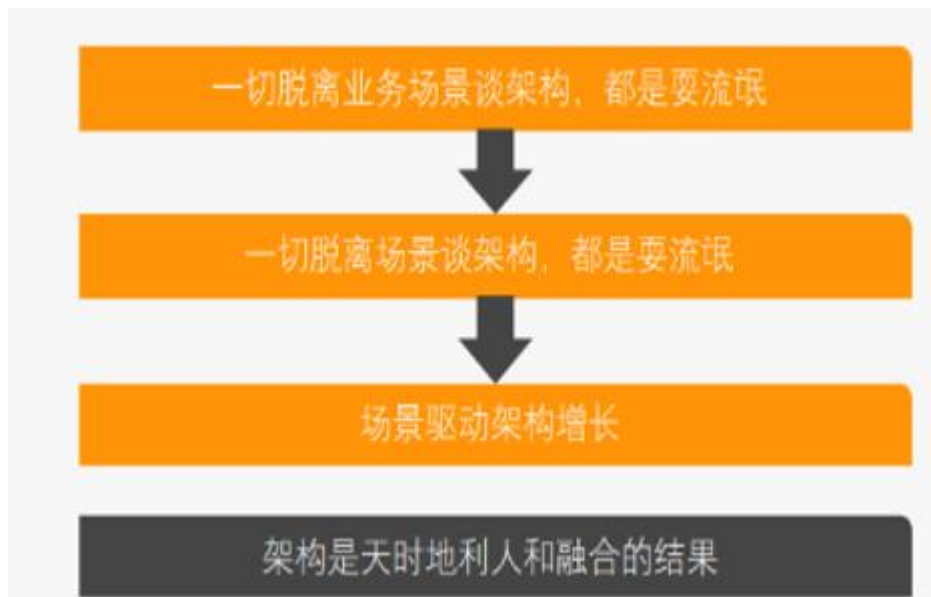 一切脱离业务场景谈架构，都是耍流氓
一切脱离场景谈架构，都是耍流氓
场景驱动架构增长
架构是天时地利人和融合的结果